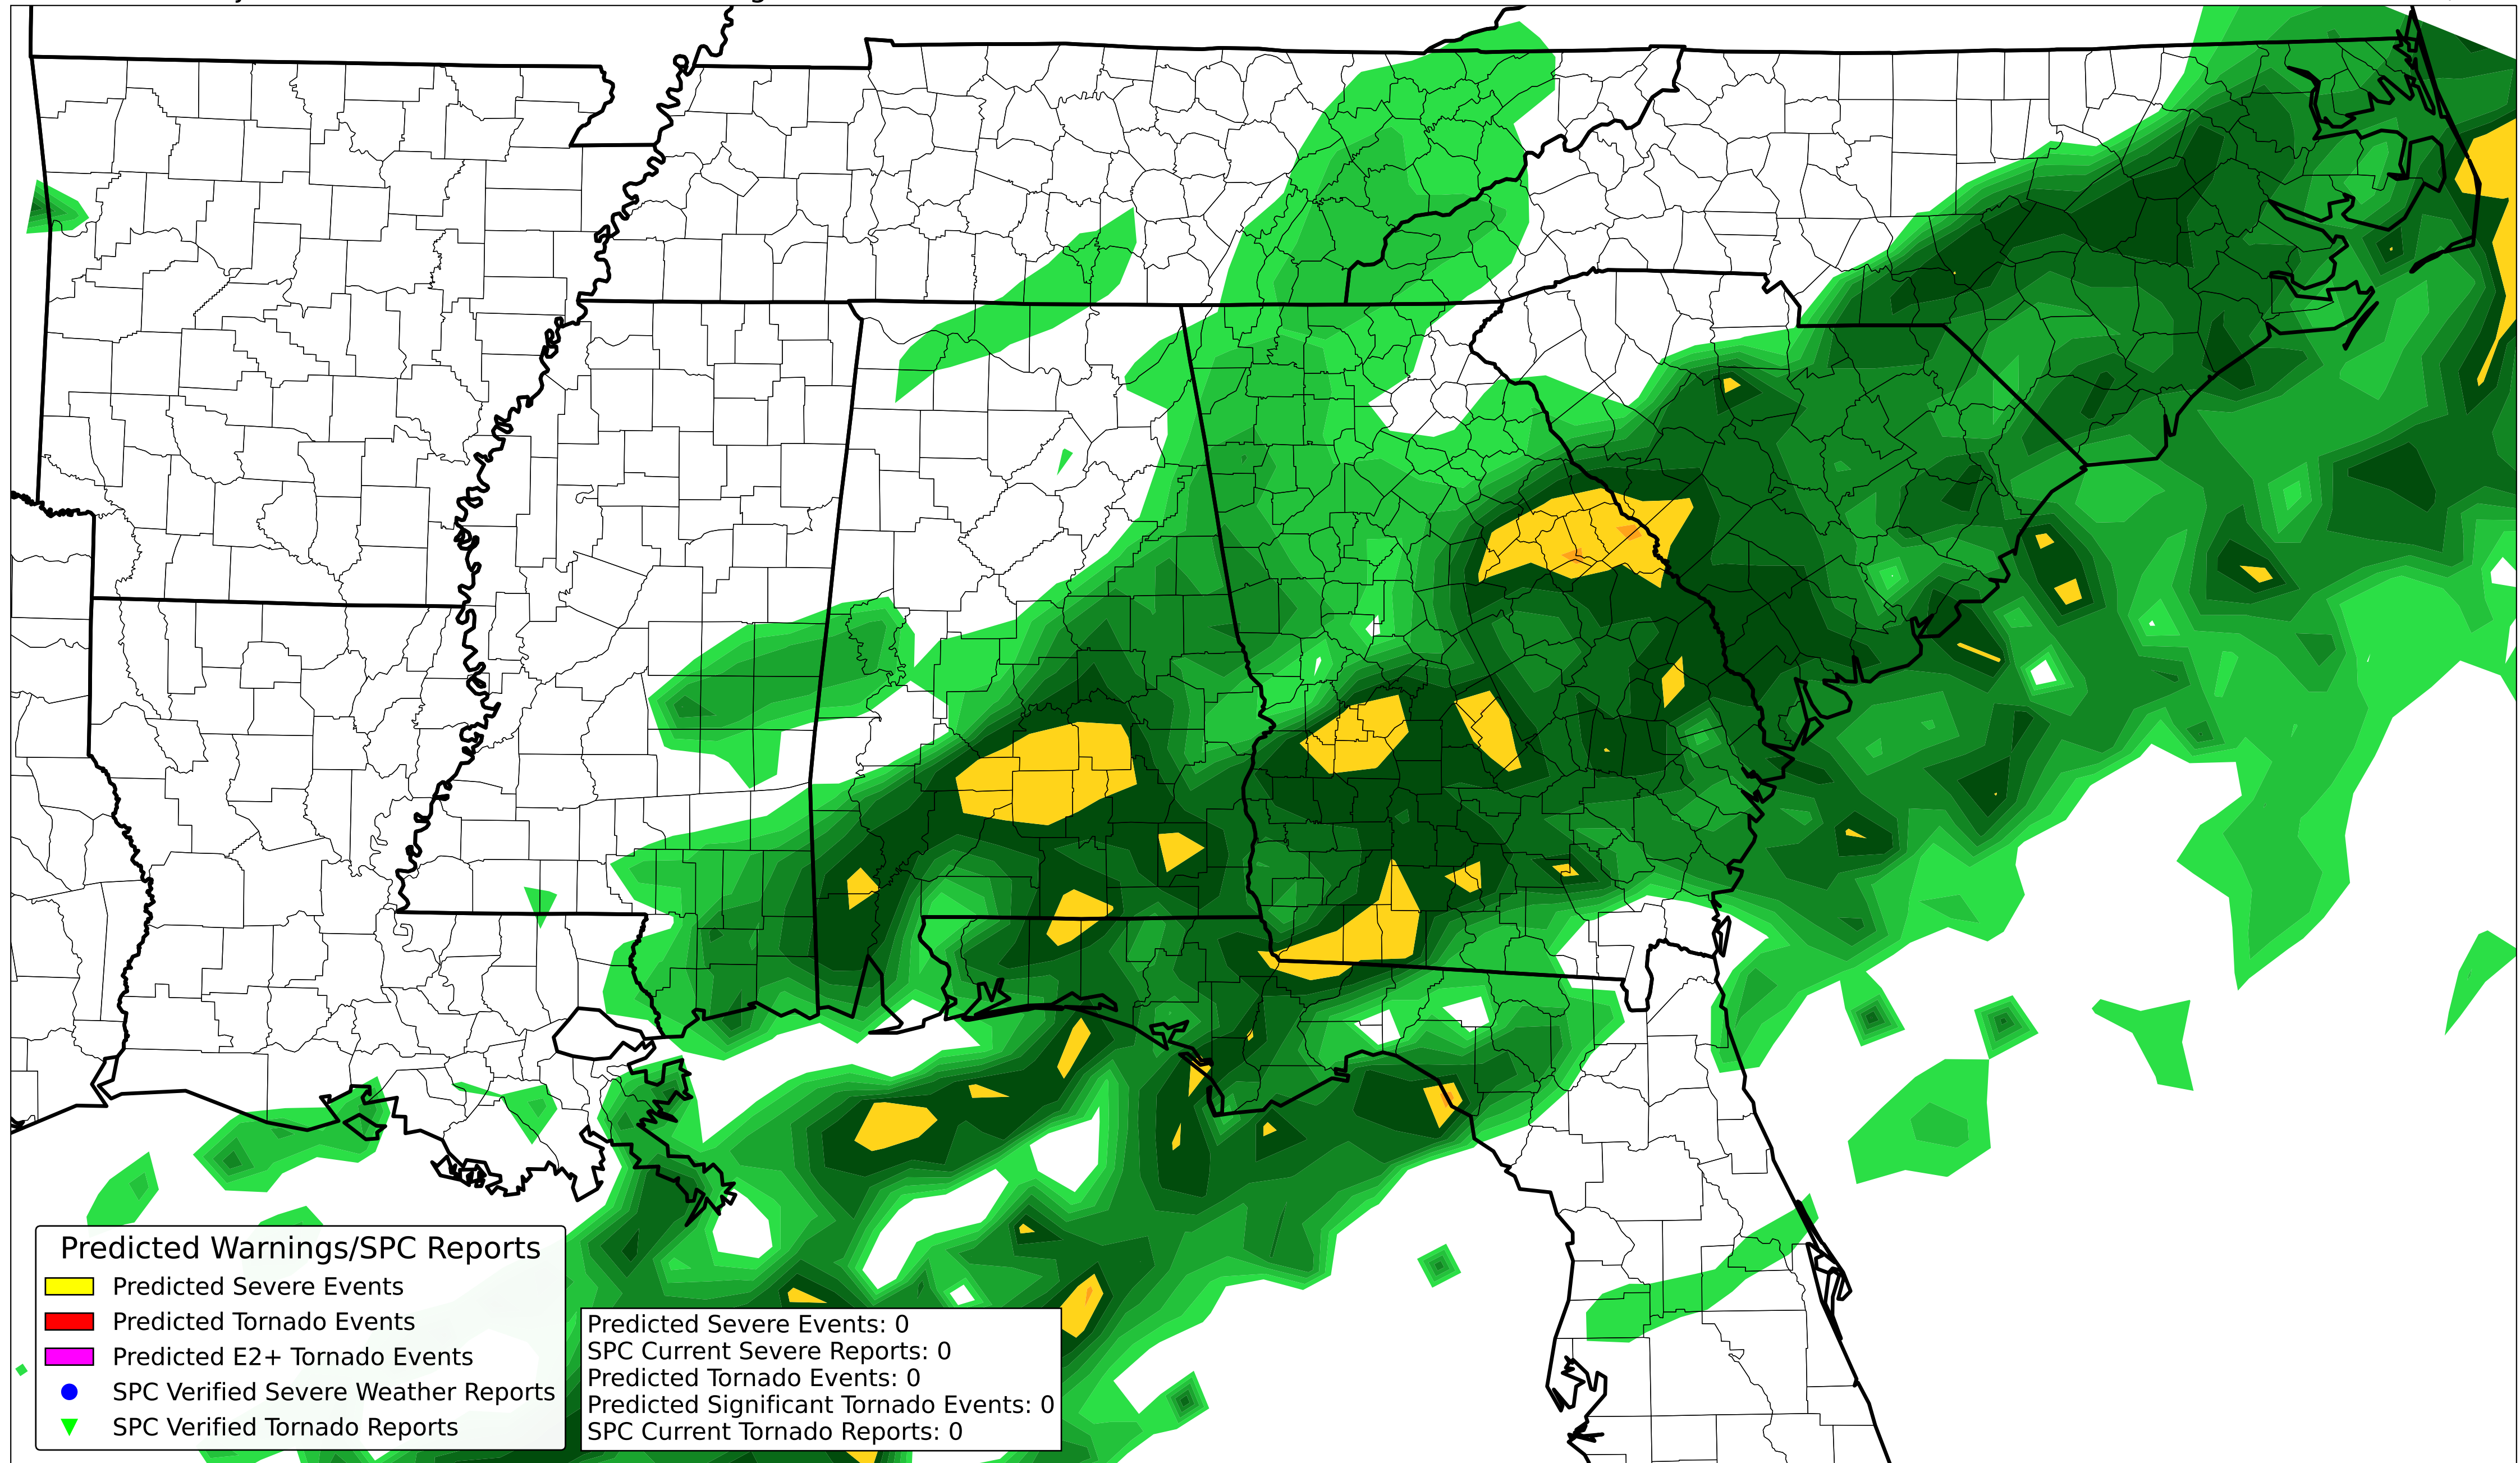 Predicted Warnings/SPC Reports
Predicted Severe Events
Predicted Tornado Events
Predicted E2+ Tornado Events
SPC Verified Severe Weather Reports
SPC Verified Tornado Reports
Predicted Severe Events: 0
SPC Current Severe Reports: 0
Predicted Tornado Events: 0
Predicted Significant Tornado Events: 0
SPC Current Tornado Reports: 0